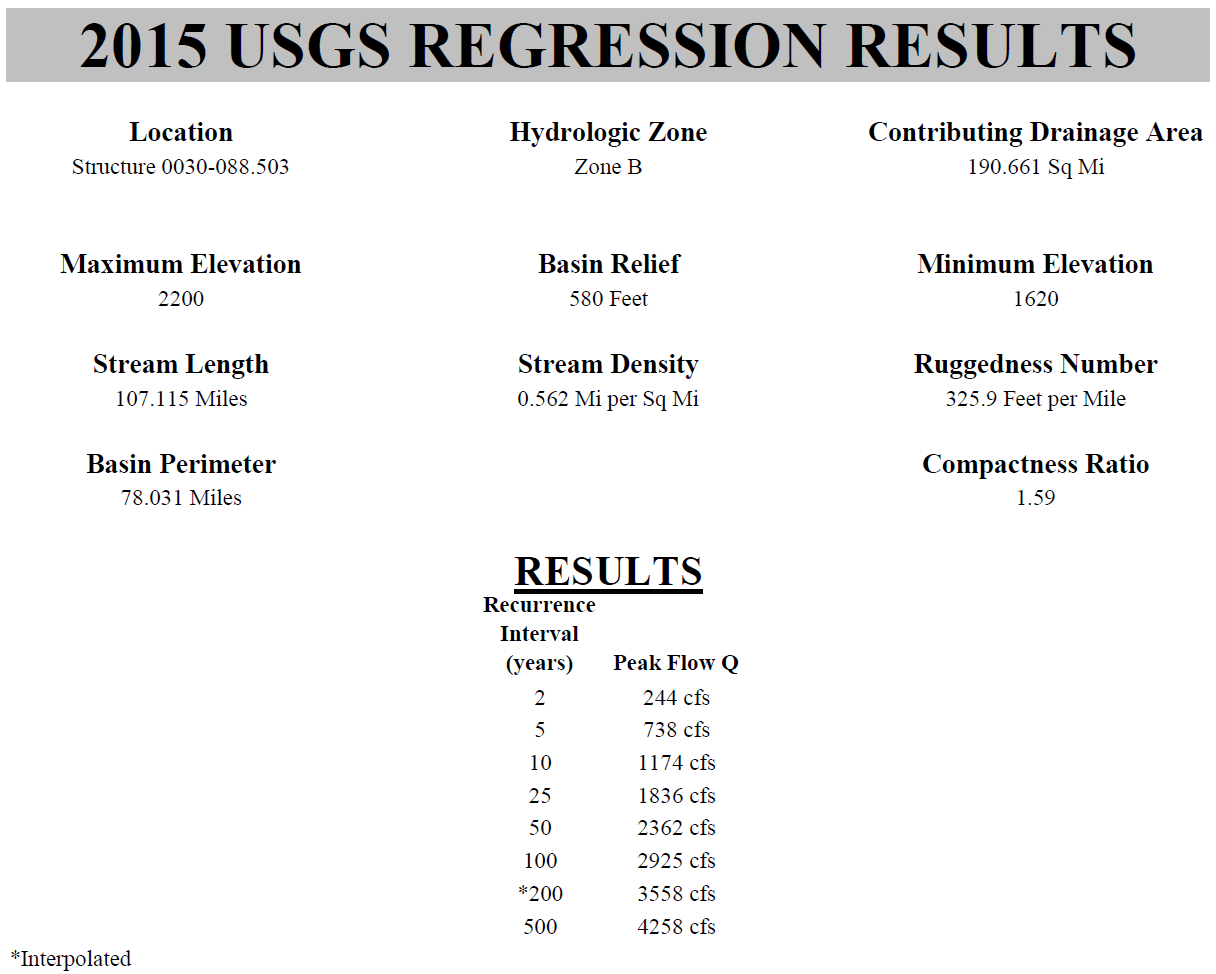 2015 USGS REGRESSION RESULTS
Location Hydrologic Zone Contributing Drainage Area
Structure 0030-088.503 Zone B 190.661 Sq Mi
Maximum Elevation Basin Relief Minimum Elevation
2200 580 Feet 1620
Stream Length Stream Density Ruggedness Number
107.115 Miles 0.562 Mi per Sq Mi 325.9 Feet per Mile
Basin Perimeter Compactness Ratio
78.031 Miles 1.59
RESULTS
Recurrence
Interval
(years) Peak Flow Q
2 244 cfs
5 738 cfs
10 1174 cfs
25 1836 cfs
50 2362 cfs
100 2925 cfs
*200 3558 cfs
500 4258 cfs
*Interpolated